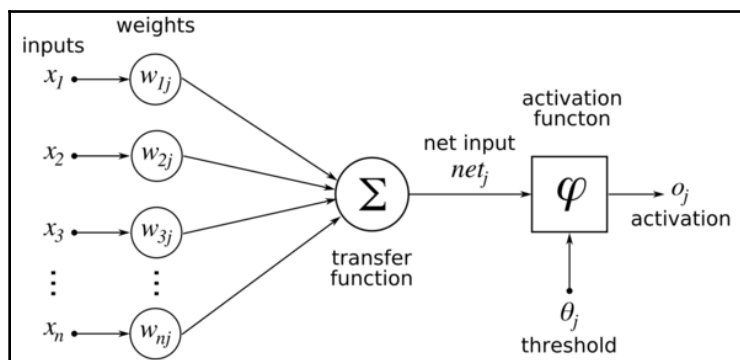 weights
inputs
x₁
w₁ⱼ
activation
functon
x₂
w₂ⱼ
net input
netⱼ
Σ
φ
oⱼ
activation
x₃
w₃ⱼ
transfer
function
⋮ ⋮
θⱼ
threshold
xₙ
wₙⱼ